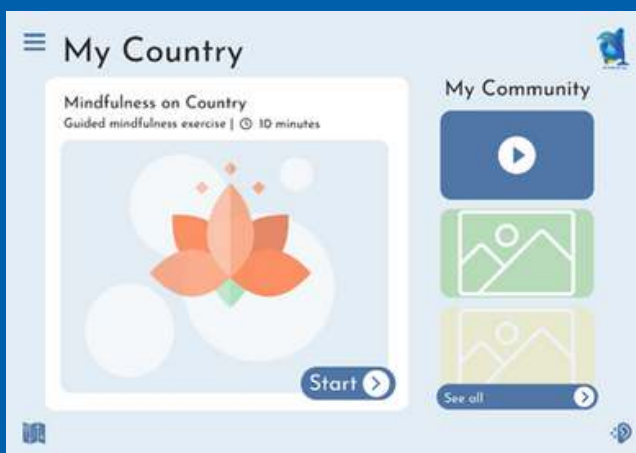 My Country
Mindfulness on Country
Guided mindfulness exercise | 10 minutes
Start
My Community
See all